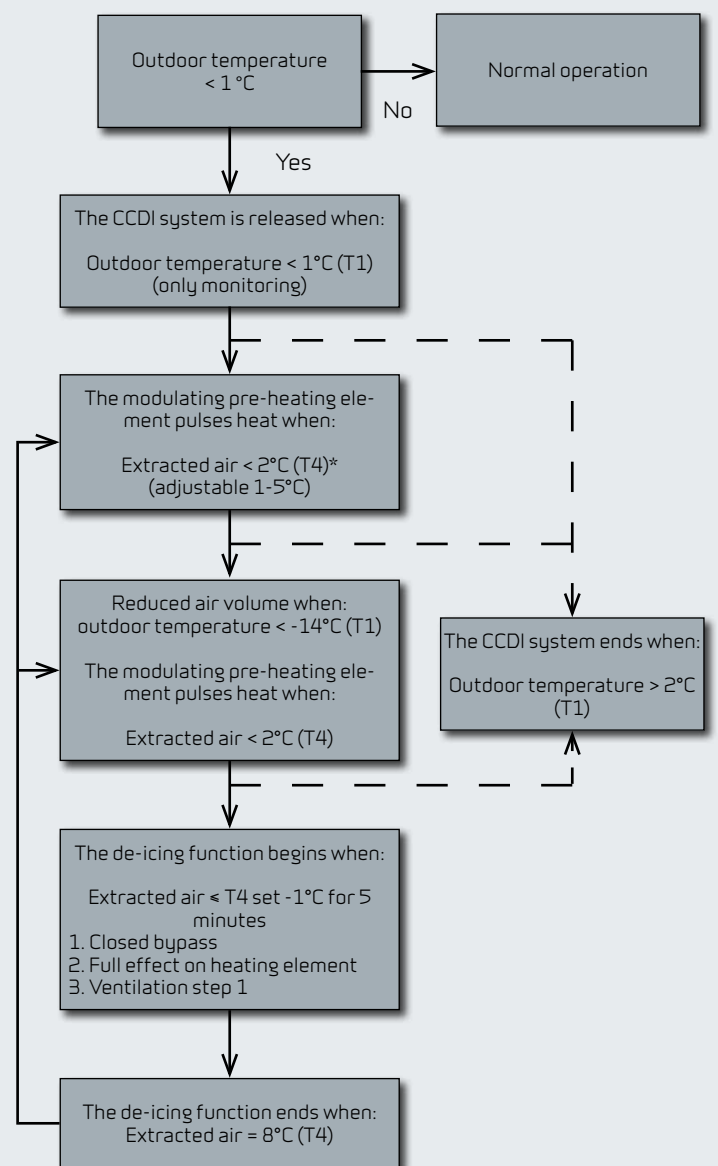 Outdoor temperature
< 1 °C
Normal operation
No
Yes
The CCDI system is released when:
Outdoor temperature < 1°C (T1)
(only monitoring)
The modulating pre-heating ele-
ment pulses heat when:
Extracted air < 2°C (T4)*
(adjustable 1-5°C)
Reduced air volume when:
outdoor temperature < -14°C (T1)
The modulating pre-heating ele-
ment pulses heat when:
Extracted air < 2°C (T4)
The CCDI system ends when:
Outdoor temperature > 2°C
(T1)
The de-icing function begins when:
Extracted air ⩽ T4 set -1°C for 5
minutes
1. Closed bypass
2. Full effect on heating element
3. Ventilation step 1
The de-icing function ends when:
Extracted air = 8°C (T4)